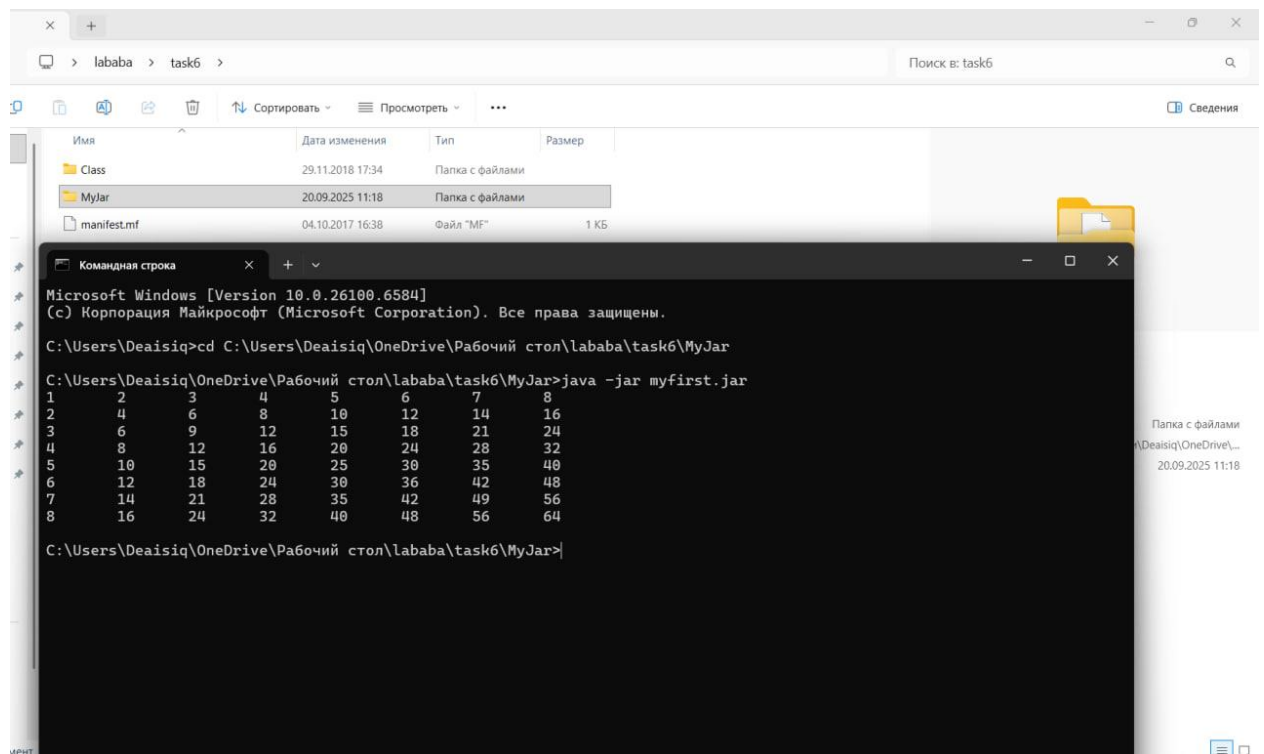 lababa > task6 >
Поиск в: task6
Сортировать
Просмотреть
Сведения
Имя Дата изменения Тип Размер
Class 29.11.2018 17:34 Папка с файлами
MyJar 20.09.2025 11:18 Папка с файлами
manifest.mf 04.10.2017 16:38 Файл "MF" 1 КБ
Командная строка
Microsoft Windows [Version 10.0.26100.6584]
(c) Корпорация Майкрософт (Microsoft Corporation). Все права защищены.
C:\Users\Deaisiq>cd C:\Users\Deaisiq\OneDrive\Рабочий стол\lababa\task6\MyJar
C:\Users\Deaisiq\OneDrive\Рабочий стол\lababa\task6\MyJar>java -jar myfirst.jar
1 2 3 4 5 6 7 8
2 4 6 8 10 12 14 16
3 6 9 12 15 18 21 24
4 8 12 16 20 24 28 32
5 10 15 20 25 30 35 40
6 12 18 24 30 36 42 48
7 14 21 28 35 42 49 56
8 16 24 32 40 48 56 64
C:\Users\Deaisiq\OneDrive\Рабочий стол\lababa\task6\MyJar>
Папка с файлами
\Deaisiq\OneDrive\...
20.09.2025 11:18